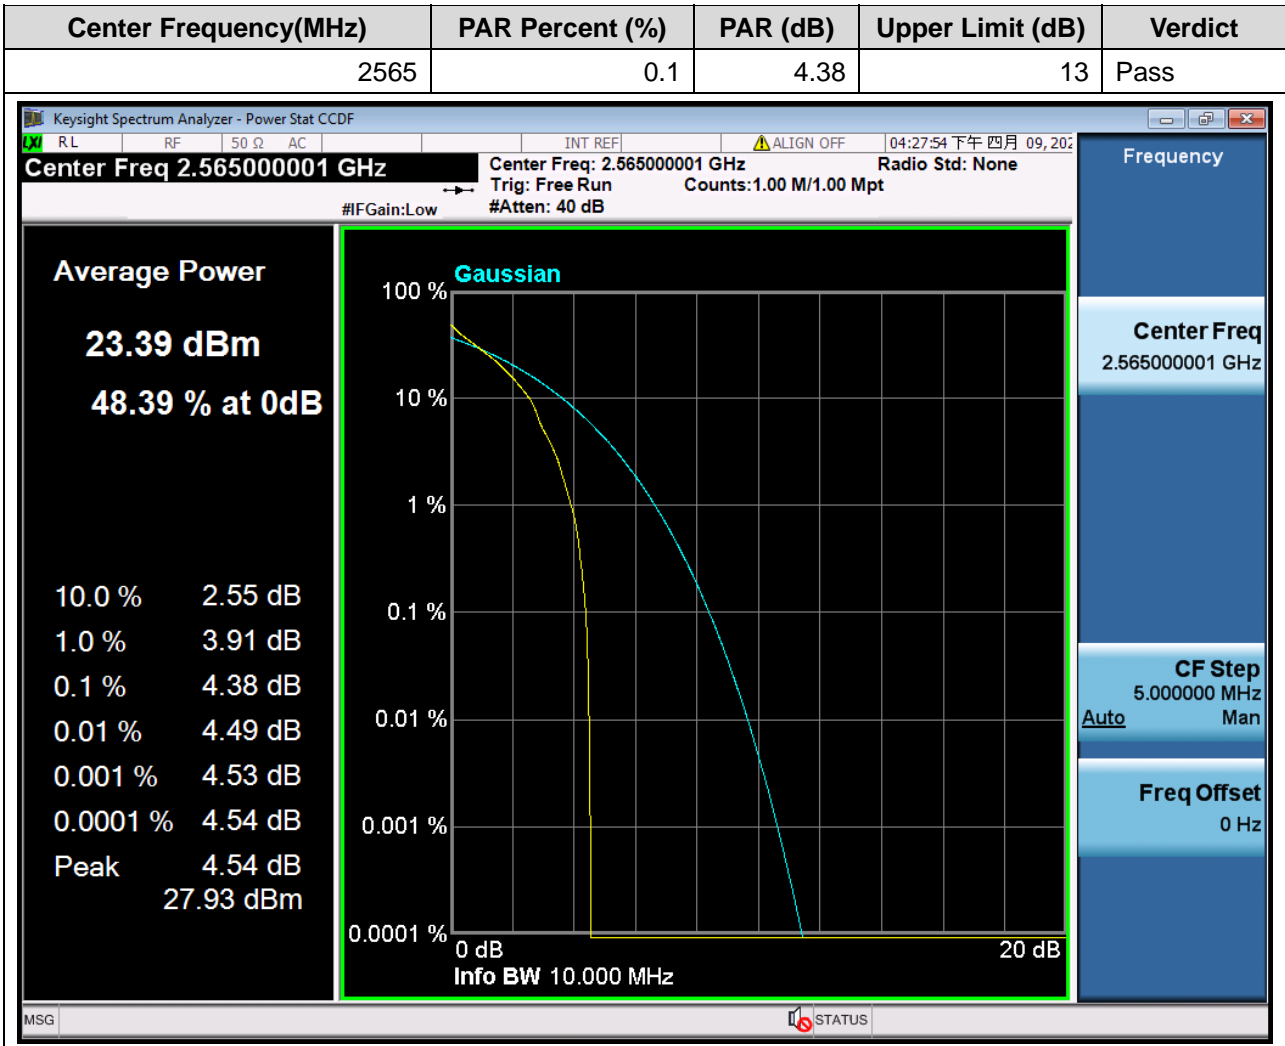 Center Frequency(MHz) PAR Percent (%) PAR (dB) Upper Limit (dB) Verdict
2565 0.1 4.38 13 Pass
Keysight Spectrum Analyzer - Power Stat CCDF
LXI RL RF 50 Ω AC INT REF ALIGN OFF 04:27:54 下午 四月 09, 202
Center Freq 2.565000001 GHz
Center Freq: 2.565000001 GHz Radio Std: None
Trig: Free Run Counts:1.00 M/1.00 Mpt
#IFGain:Low #Atten: 40 dB
Average Power
23.39 dBm
48.39 % at 0dB
10.0 % 2.55 dB
1.0 % 3.91 dB
0.1 % 4.38 dB
0.01 % 4.49 dB
0.001 % 4.53 dB
0.0001 % 4.54 dB
Peak 4.54 dB
27.93 dBm
Gaussian
100 %
10 %
1 %
0.1 %
0.01 %
0.001 %
0.0001 %
0 dB 20 dB
Info BW 10.000 MHz
Frequency
Center Freq
2.565000001 GHz
CF Step
5.000000 MHz
Auto Man
Freq Offset
0 Hz
MSG STATUS